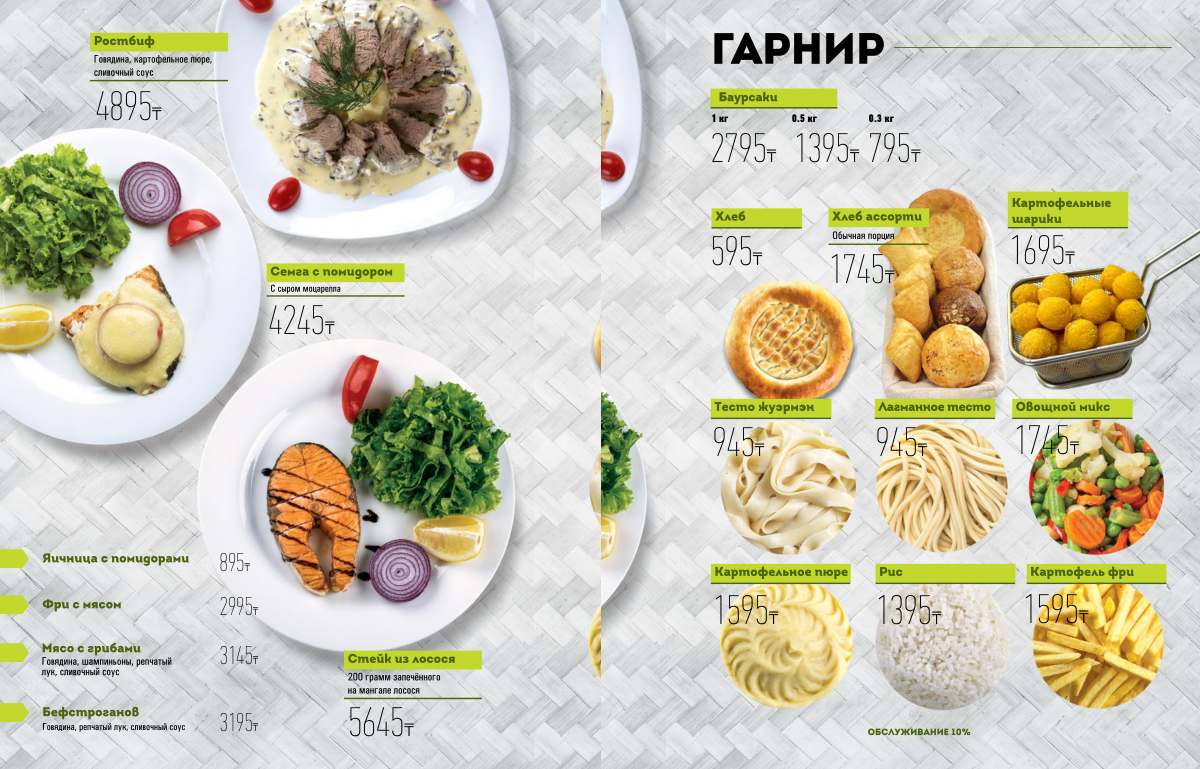 Ростбиф
Говядина, картофельное пюре,
сливочный соус
4895₸
Семга с помидором
С сыром моцарелла
4245₸
Яичница с помидорами 895₸
Фри с мясом 2995₸
Мясо с грибами 3145₸
Говядина, шампиньоны, репчатый
лук, сливочный соус
Бефстроганов 3195₸
Говядина, репчатый лук, сливочный соус
Стейк из лосося
200 грамм запечённого
на мангале лосося
5645₸
ГАРНИР
Баурсаки
1 кг 0.5 кг 0.3 кг
2795₸ 1395₸ 795₸
Хлеб
595₸
Хлеб ассорти
Обычная порция
1745₸
Картофельные
шарики
1695₸
Тесто жуэрмэн
945₸
Лагманное тесто
945₸
Овощной микс
1745₸
Картофельное пюре
1595₸
Рис
1395₸
Картофель фри
1595₸
ОБСЛУЖИВАНИЕ 10%